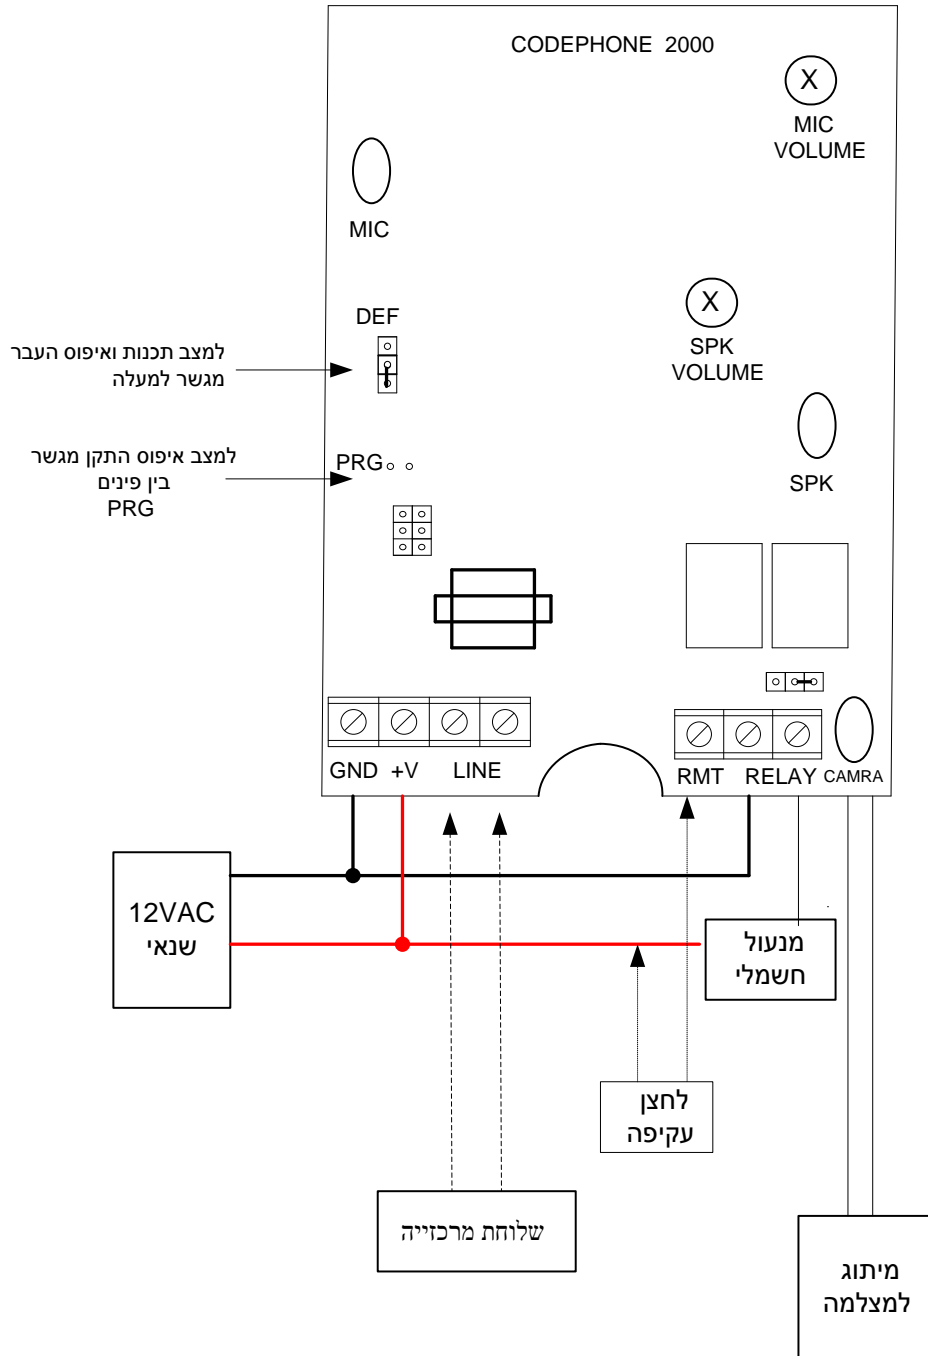 CODEPHONE 2000
X
MIC
VOLUME
MIC
DEF
למצב תכנות ואיפוס העבר
מגשר למעלה
X
SPK
VOLUME
למצב איפוס התקן מגשר
בין פינים
PRG
PRG
SPK
GND +V LINE
RMT RELAY CAMRA
12VAC
שנאי
מנעול
חשמלי
לחצן
עקיפה
שלוחת מרכזייה
מיתוג
למצלמה